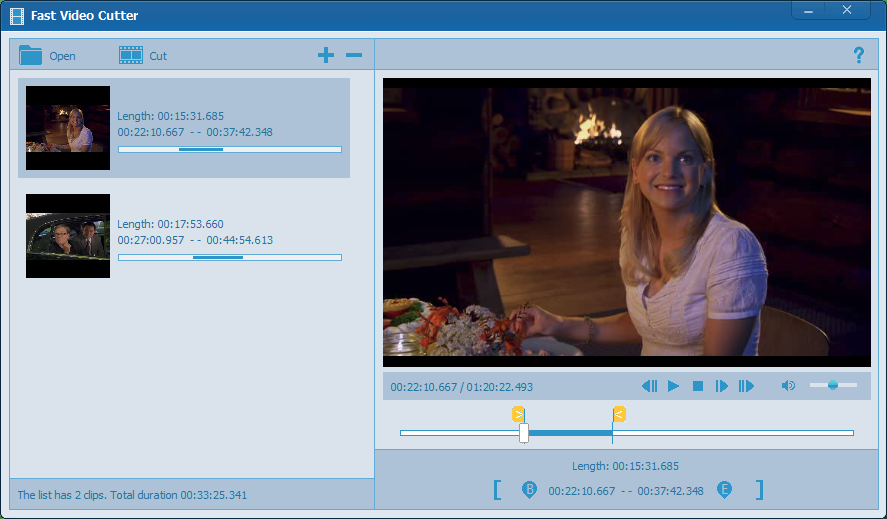 Fast Video Cutter
Open
Cut
?
Length: 00:15:31.685
00:22:10.667 -- 00:37:42.348
Length: 00:17:53.660
00:27:00.957 -- 00:44:54.613
The list has 2 clips. Total duration 00:33:25.341
00:22:10.667 / 01:20:22.493
> <
Length: 00:15:31.685
[ B 00:22:10.667 -- 00:37:42.348 E ]